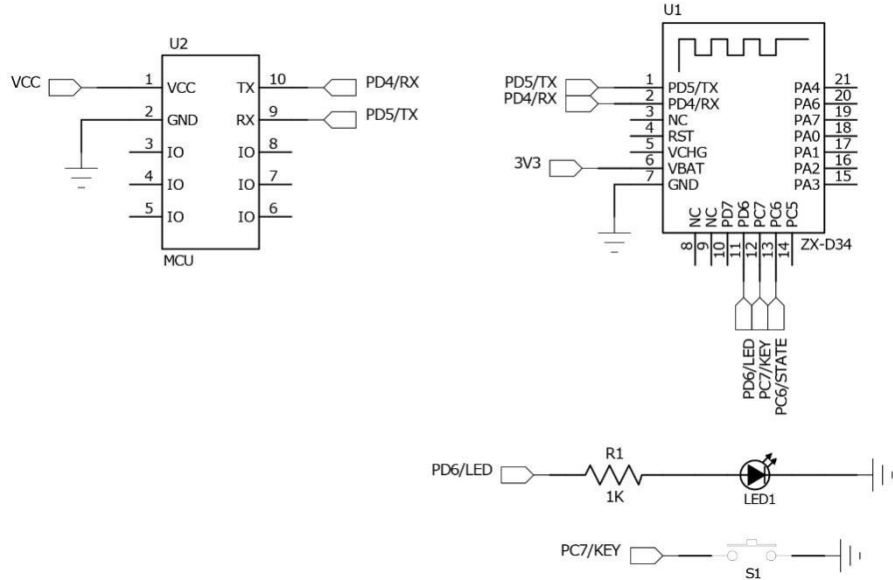 U2
VCC
1
VCC
TX
10
PD4/RX
2
GND
RX
9
PD5/TX
3
IO
IO
8
4
IO
IO
7
5
IO
IO
6
MCU
U1
PD5/TX
1
PD5/TX
PA4
21
PD4/RX
2
PD4/RX
PA6
20
3
NC
PA7
19
4
RST
PA0
18
5
VCHG
PA1
17
3V3
6
VBAT
PA2
16
7
GND
PA3
15
NC
NC
PD7
PD6
PC7
PC6
PC5
8
9
10
11
12
13
14
ZX-D34
PD6/LED
PC7/KEY
PC6/STATE
R1
PD6/LED
1K
LED1
PC7/KEY
S1